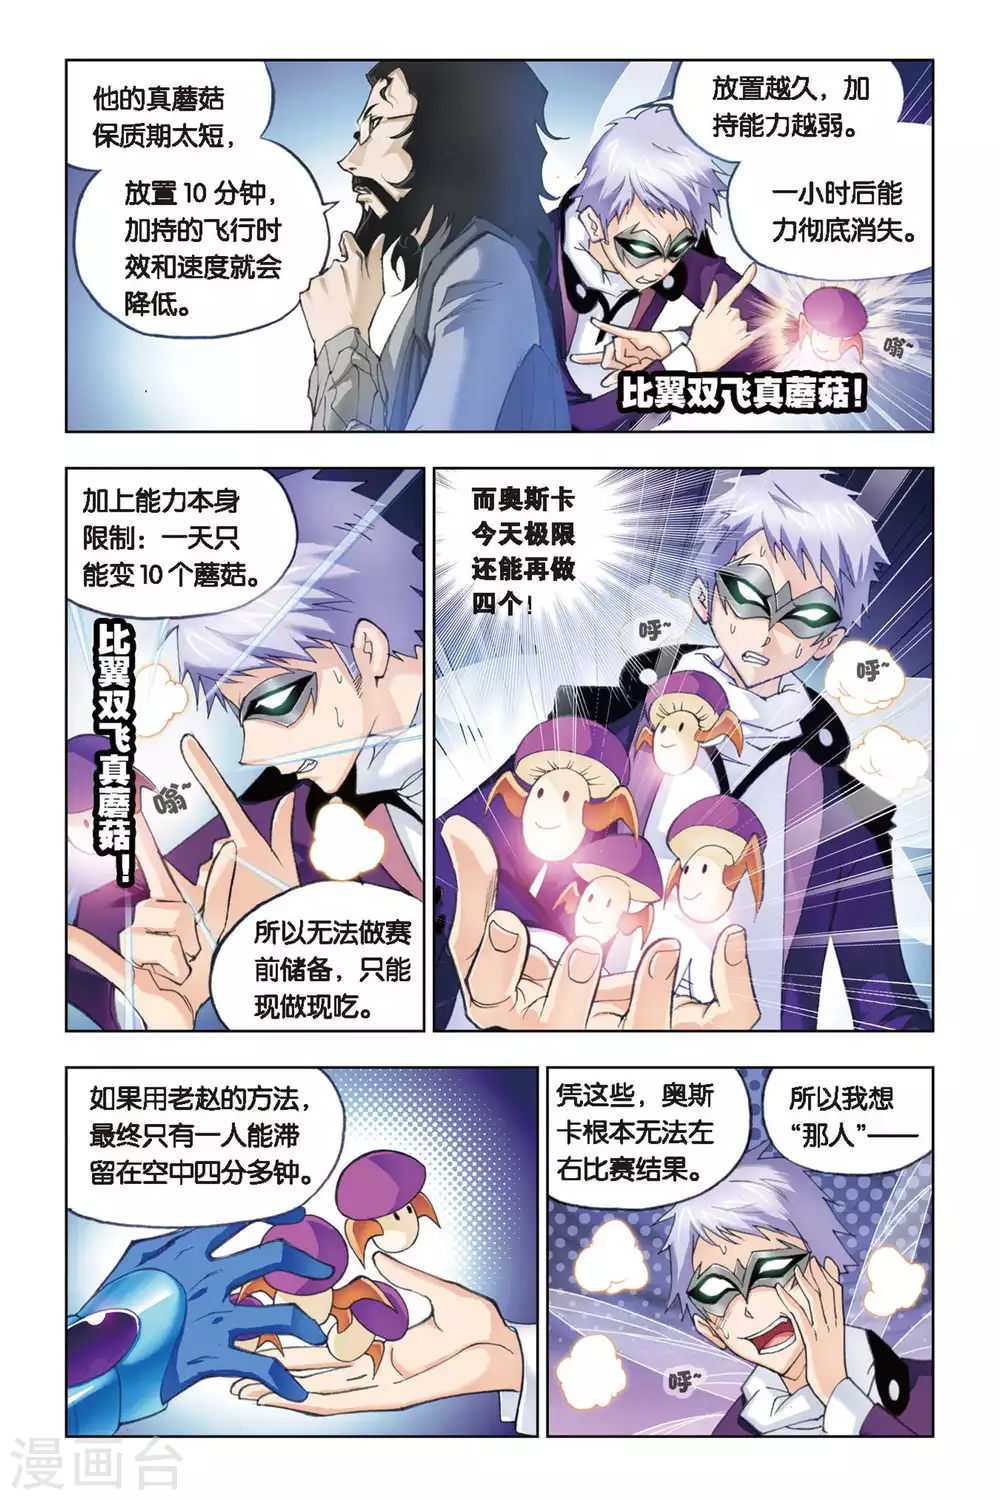 他的真蘑菇
保质期太短，
放置10分钟，
加持的飞行时
效和速度就会
降低。
放置越久，加
持能力越弱。
一小时后能
力彻底消失。
嗡~
比翼双飞真蘑菇！
加上能力本身
限制：一天只
能变10个蘑菇。
比翼双飞真蘑菇！
嗡~
所以无法做赛
前储备，只能
现做现吃。
而奥斯卡
今天极限
还能再做
四个！
呼~
呼~
如果用老赵的方法，
最终只有一人能滞
留在空中四分多钟。
凭这些，奥斯
卡根本无法左
右比赛结果。
所以我想
“那人”——
呼~
漫画台